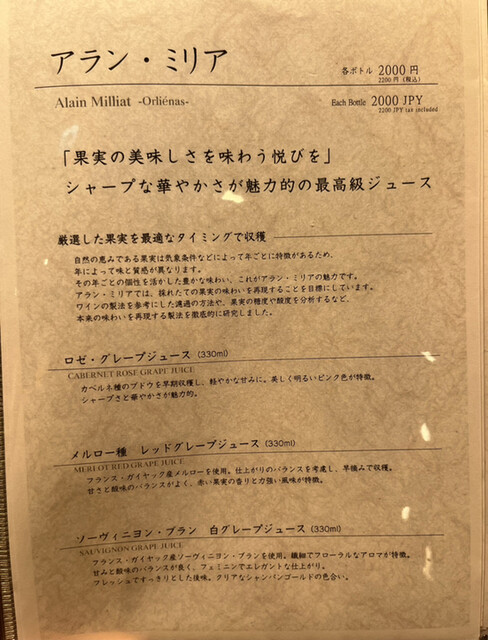 アラン・ミリア
各ボトル 2000 円
2200 円 (税込)
Alain Milliat -Orliénas-
Each Bottle 2000 JPY
2200 JPY (as included
「果実の美味しさを味わう悦びを」
シャープな華やかさが魅力的の最高級ジュース
厳選した果実を最適なタイミングで収穫
自然の恵みである果実は気象条件などによって年ごとに特徴があるため、
年によって味と質感が異なります。
その年ごとの個性を活かした豊かな味わい、これがアラン・ミリアの魅力です。
アラン・ミリアでは、採れたての果実の味わいを再現することを目標にしています。
ワインの製法を参考にした濾過の方法や、果実の糖度や酸度を分析するなど、
本来の味わいを再現する製法を徹底的に研究しました。
ロゼ・グレープジュース (330ml)
CABERNET ROSE GRAPE JUICE
カベルネ種のブドウを早期収穫し、軽やかな甘みに。美しく明るいピンク色が特徴。
シャープさと華やかさが魅力的。
メルロー種 レッドグレープジュース (330ml)
MERLOT RED GRAPE JUICE
フランス・ガイヤック産メルローを使用。仕上がりのバランスを考慮し、早摘みで収穫。
甘さと酸味のバランスがよく、赤い果実の香りと力強い風味が特徴。
ソーヴィニヨン・ブラン 白グレープジュース (330ml)
SAUVIGNON GRAPE JUICE
フランス・ガイヤック産ソーヴィニヨン・ブランを使用。繊細でフローラルなアロマが特徴。
甘みと酸味のバランスが良く、フェミニンでエレガントな仕上がり。
フレッシュですっきりとした後味。クリアなシャンパンゴールドの色合い。